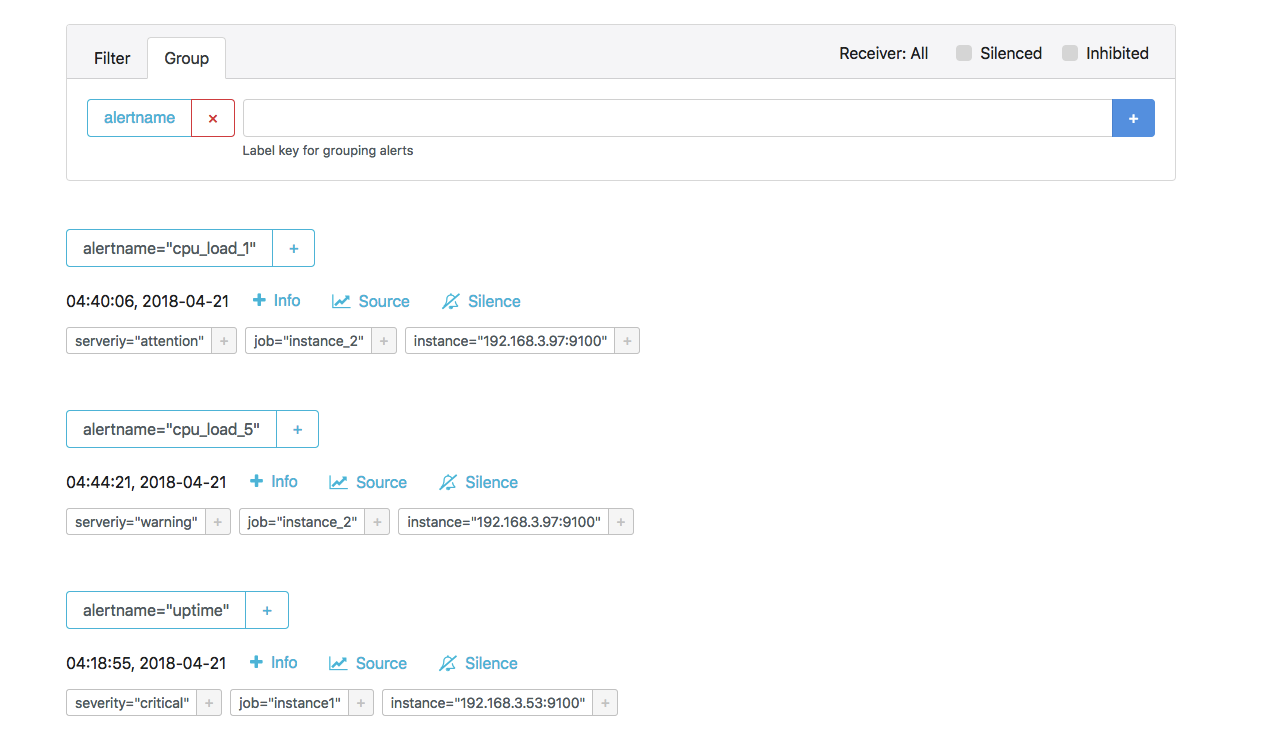 Filter Group Receiver: All Silenced Inhibited
alertname × +
Label key for grouping alerts
alertname="cpu_load_1" +
04:40:06, 2018-04-21 + Info Source Silence
serveriy="attention" + job="instance_2" + instance="192.168.3.97:9100" +
alertname="cpu_load_5" +
04:44:21, 2018-04-21 + Info Source Silence
serveriy="warning" + job="instance_2" + instance="192.168.3.97:9100" +
alertname="uptime" +
04:18:55, 2018-04-21 + Info Source Silence
severity="critical" + job="instance1" + instance="192.168.3.53:9100" +